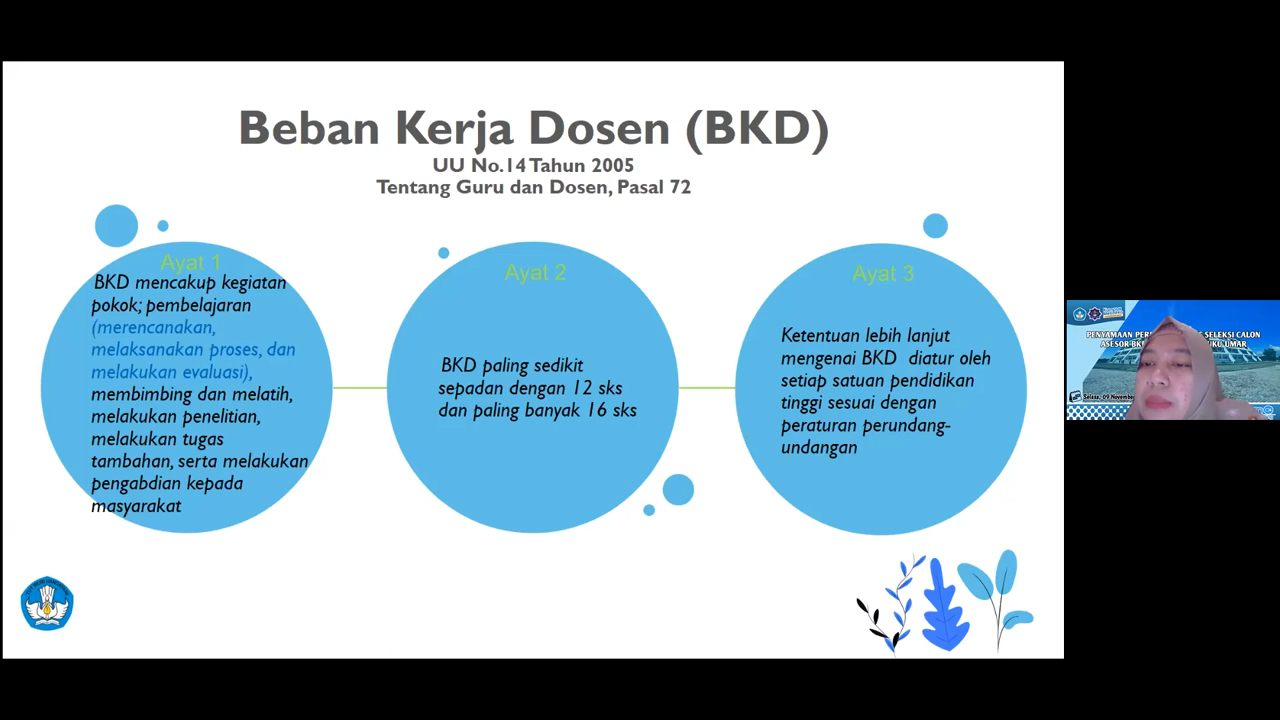 Beban Kerja Dosen (BKD)
UU No.14 Tahun 2005
Tentang Guru dan Dosen, Pasal 72
Ayat 1
BKD mencakup kegiatan
pokok; pembelajaran
(merencanakan,
melaksanakan proses, dan
melakukan evaluasi),
membimbing dan melatih,
melakukan penelitian,
melakukan tugas
tambahan, serta melakukan
pengabdian kepada
masyarakat
Ayat 2
BKD paling sedikit
sepadan dengan 12 sks
dan paling banyak 16 sks
Ayat 3
Ketentuan lebih lanjut
mengenai BKD diatur oleh
setiap satuan pendidikan
tinggi sesuai dengan
peraturan perundang-
undangan
PENYAMAAN SELEKSI CALON
ASESOR UMAR
Selasa, 09 November